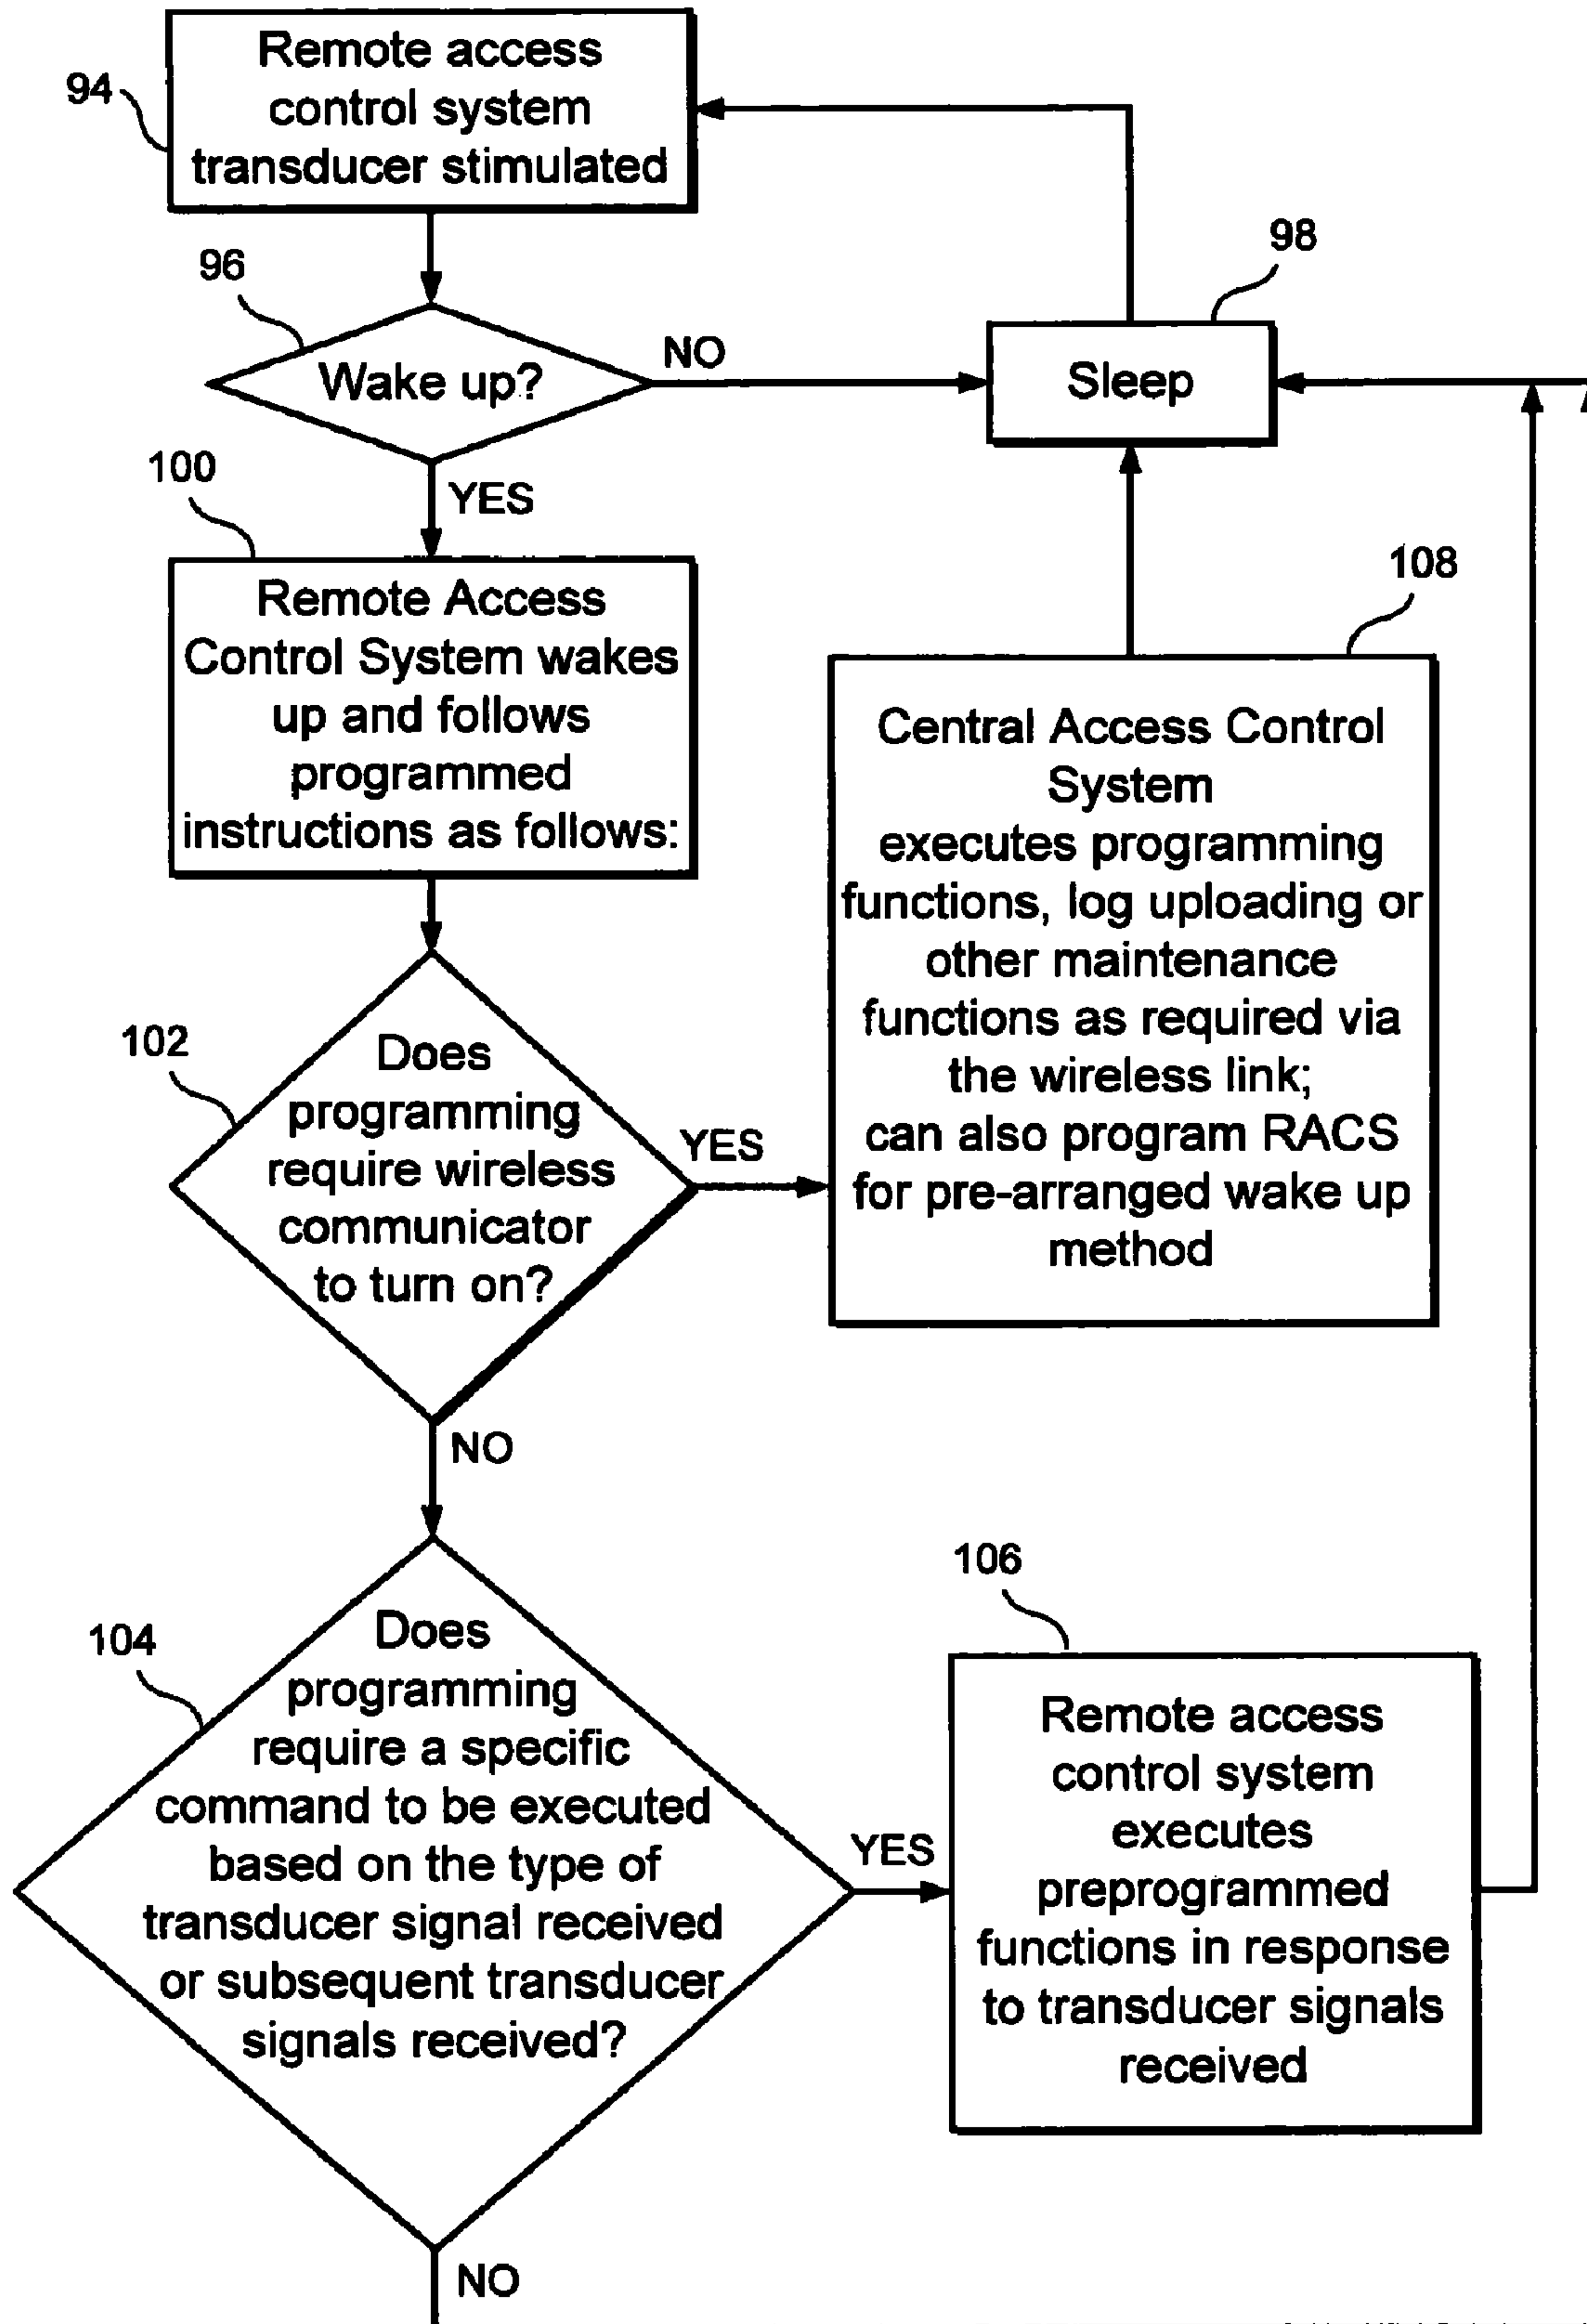 94
Remote access
control system
transducer stimulated
96
Wake up?
NO
98
Sleep
YES
100
Remote Access
Control System wakes
up and follows
programmed
instructions as follows:
102
Does
programming
require wireless
communicator
to turn on?
YES
108
Central Access Control
System
executes programming
functions, log uploading or
other maintenance
functions as required via
the wireless link;
can also program RACS
for pre-arranged wake up
method
NO
104
Does
programming
require a specific
command to be executed
based on the type of
transducer signal received
or subsequent transducer
signals received?
YES
106
Remote access
control system
executes
preprogrammed
functions in response
to transducer signals
received
NO